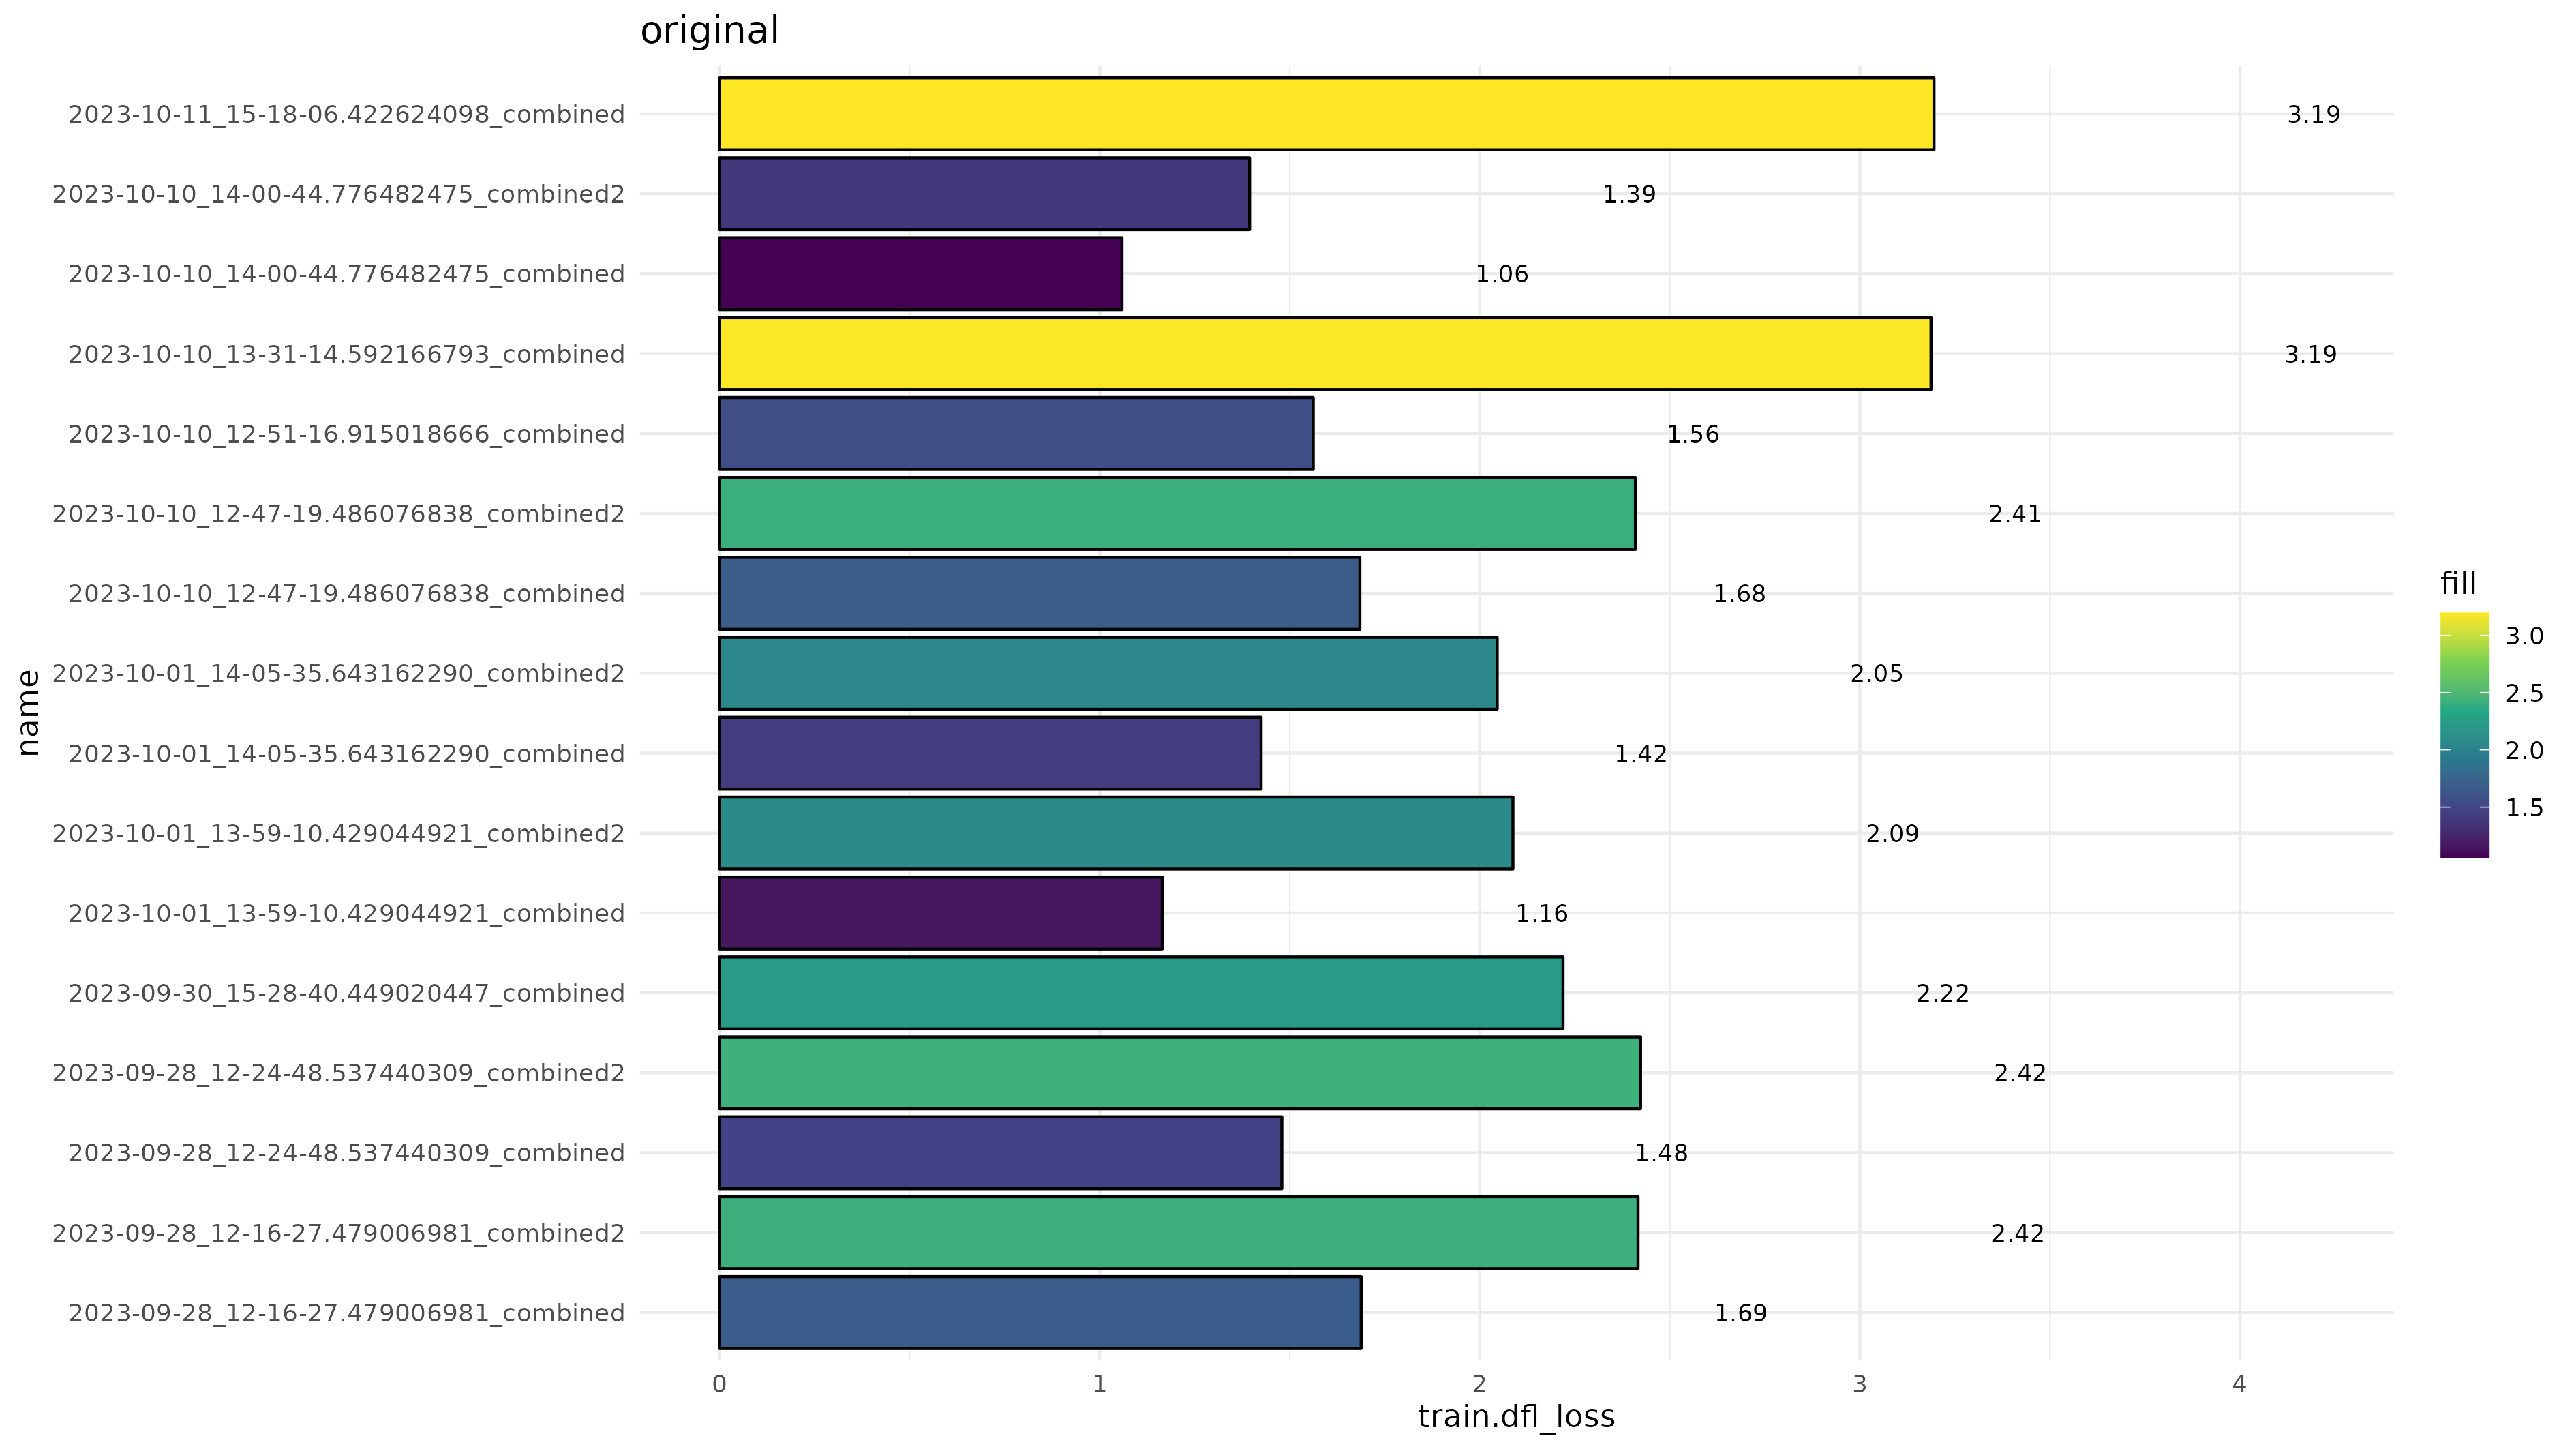 original
2023-10-11_15-18-06.422624098_combined 3.19
2023-10-10_14-00-44.776482475_combined2 1.39
2023-10-10_14-00-44.776482475_combined 1.06
2023-10-10_13-31-14.592166793_combined 3.19
2023-10-10_12-51-16.915018666_combined 1.56
2023-10-10_12-47-19.486076838_combined2 2.41
2023-10-10_12-47-19.486076838_combined 1.68
2023-10-01_14-05-35.643162290_combined2 2.05
2023-10-01_14-05-35.643162290_combined 1.42
2023-10-01_13-59-10.429044921_combined2 2.09
2023-10-01_13-59-10.429044921_combined 1.16
2023-09-30_15-28-40.449020447_combined 2.22
2023-09-28_12-24-48.537440309_combined2 2.42
2023-09-28_12-24-48.537440309_combined 1.48
2023-09-28_12-16-27.479006981_combined2 2.42
2023-09-28_12-16-27.479006981_combined 1.69
name
0 1 2 3 4
train.dfl_loss
fill
3.0
2.5
2.0
1.5